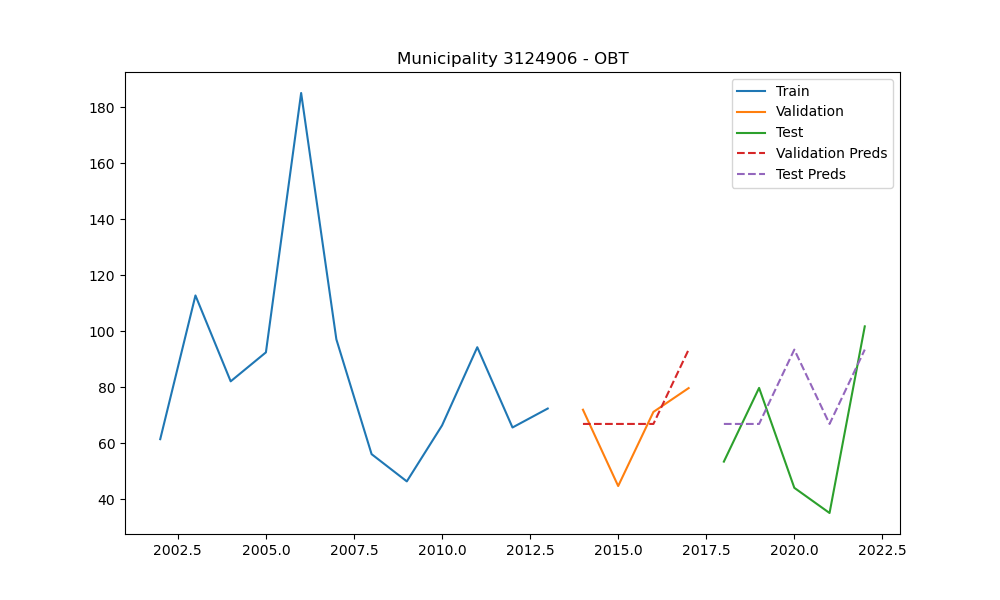 Municipality 3124906 - OBT
Train
Validation
Test
Validation Preds
Test Preds
180
160
140
120
100
80
60
40
2002.5 2005.0 2007.5 2010.0 2012.5 2015.0 2017.5 2020.0 2022.5